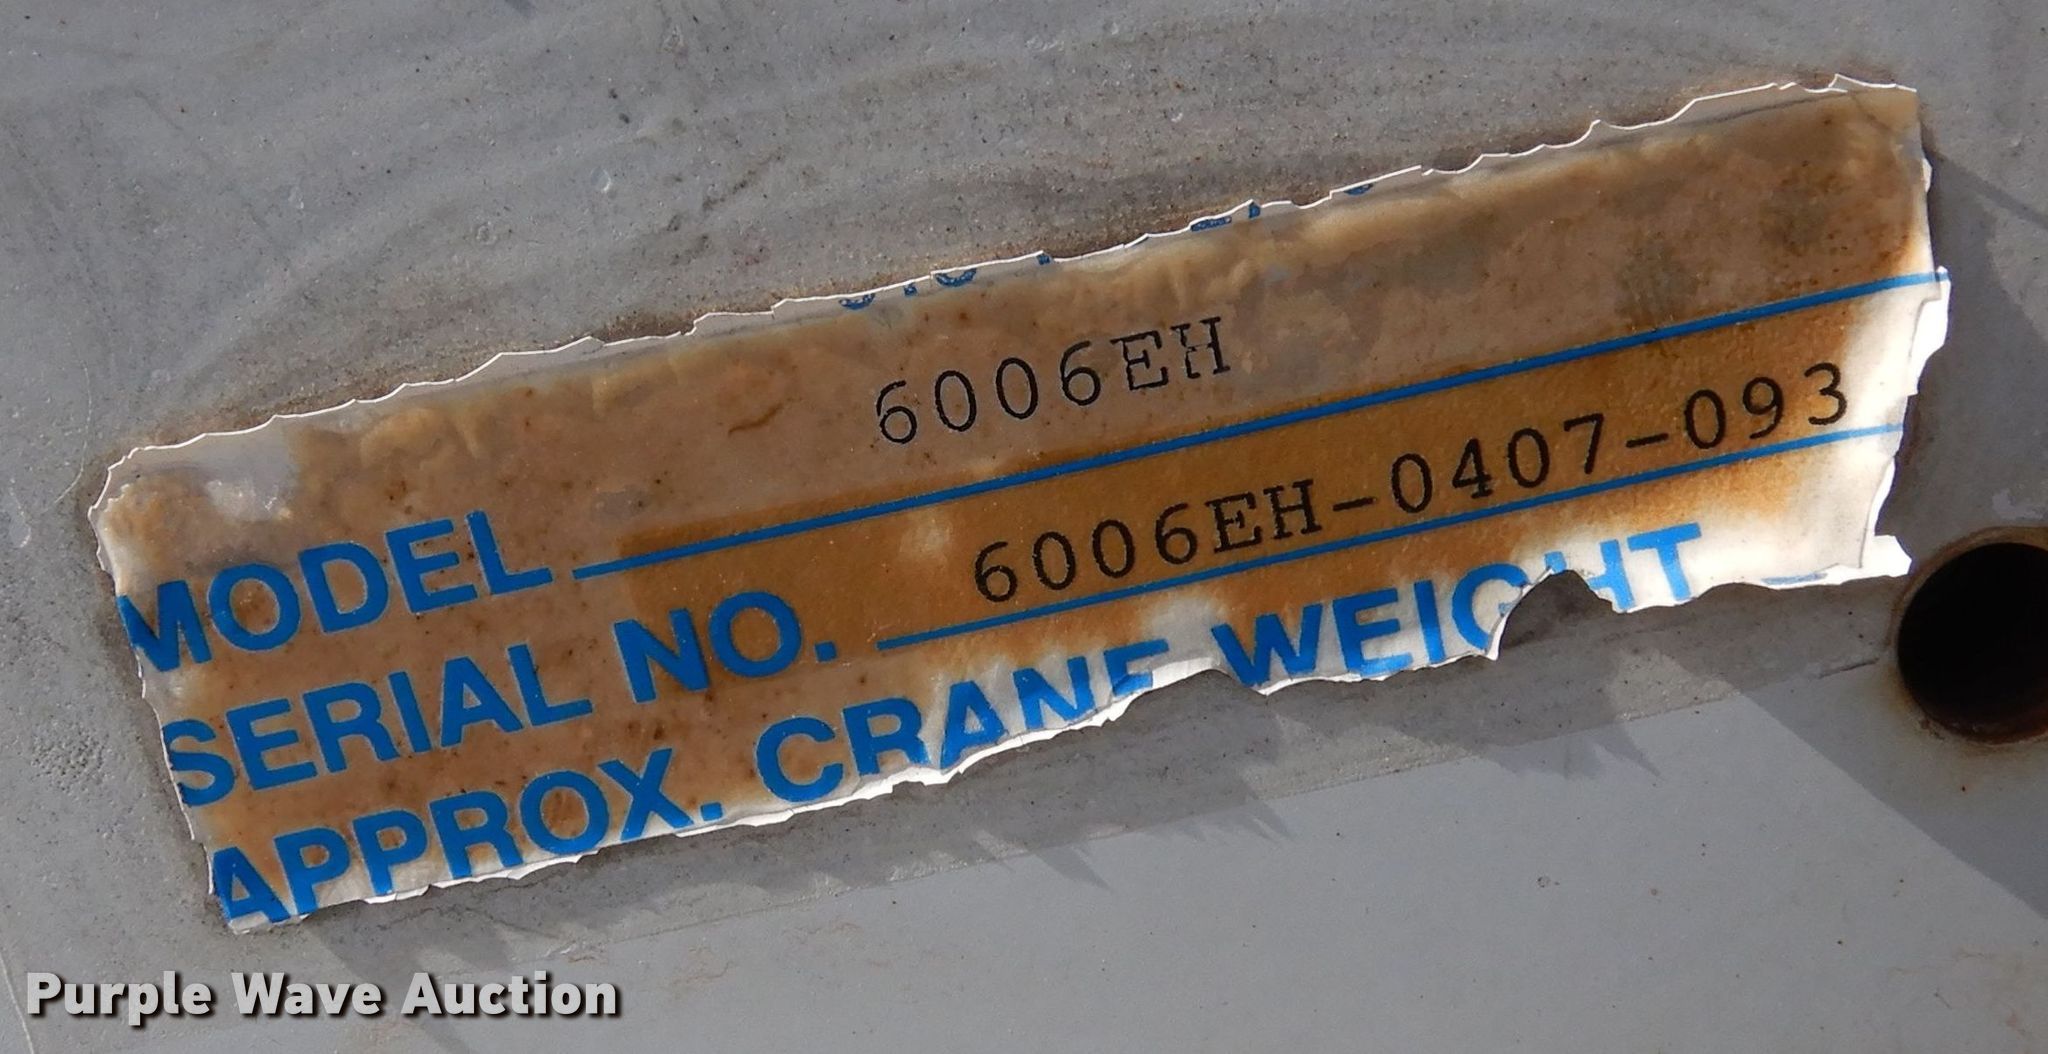 MODEL 6006EH
SERIAL NO. 6006EH-0407-093
APPROX. CRANE WEIGHT
Purple Wave Auction